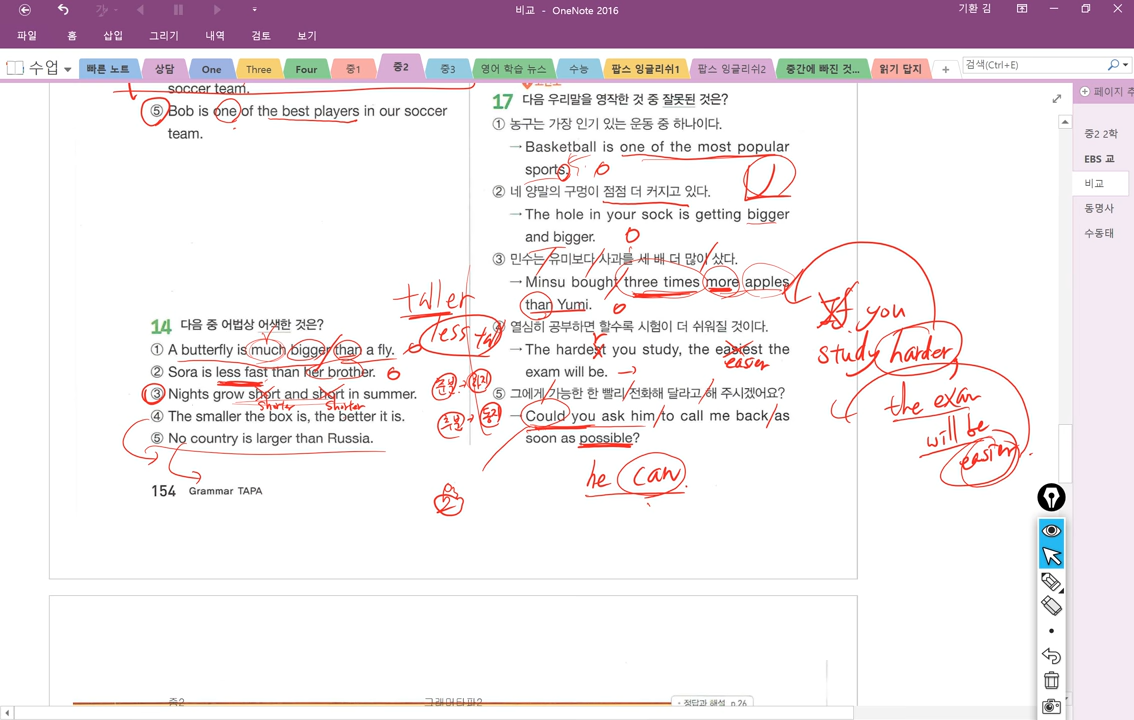 비교 - OneNote 2016
기환 김
파일 홈 삽입 그리기 내역 검토 보기
수업 빠른 노트 상담 One Three Four 중1 중2 중3 영어 학습 뉴스 수능 팝스 잉글리쉬1 팝스 잉글리쉬2 중간에 빠진 것... 읽기 답지 검색(Ctrl+E)
페이지 추
중2 2학
EBS 교
비교
동명사
수동태
soccer team.
⑤ Bob is one of the best players in our soccer
team.
14 다음 중 어법상 어색한 것은?
① A butterfly is much bigger than a fly.
② Sora is less fast than her brother.
③ Nights grow short and short in summer.
shorter shorter
④ The smaller the box is, the better it is.
⑤ No country is larger than Russia.
154 Grammar TAPA
taller
less tall
17 다음 우리말을 영작한 것 중 잘못된 것은?
① 농구는 가장 인기 있는 운동 중 하나이다.
→ Basketball is one of the most popular
sports.
② 네 양말의 구멍이 점점 더 커지고 있다.
→ The hole in your sock is getting bigger
and bigger.
③ 민수는 유미보다 사과를 세 배 더 많이 샀다.
→ Minsu bought three times more apples
than Yumi.
④ 열심히 공부하면 할수록 시험이 더 쉬워질 것이다.
→ The hardest you study, the easiest the
easier
exam will be.
⑤ 그에게 가능한 한 빨리 전화해 달라고 해 주시겠어요?
→ Could you ask him to call me back as
soon as possible?
he can
If you
study harder,
the exam
will be
easier.
중2
그래머타파2
정답과 해설 p.26